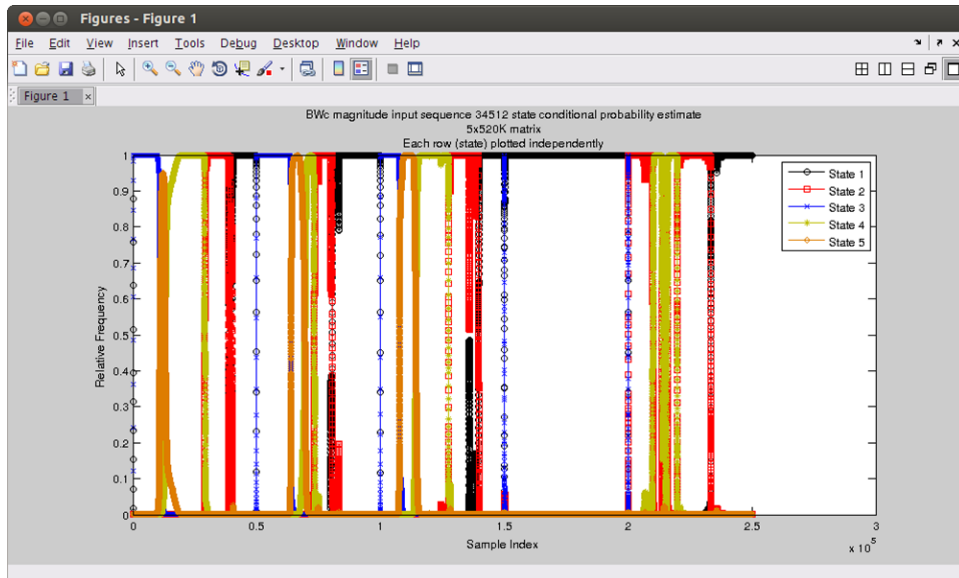 Figures - Figure 1
File Edit View Insert Tools Debug Desktop Window Help
Figure 1
BWc magnitude input sequence 34512 state conditional probability estimate
5x520K matrix
Each row (state) plotted independently
1
0.9
0.8
0.7
0.6
0.5
0.4
0.3
0.2
0.1
0
Relative Frequency
State 1
State 2
State 3
State 4
State 5
0 0.5 1 1.5 2 2.5 3
Sample Index
x 10^5